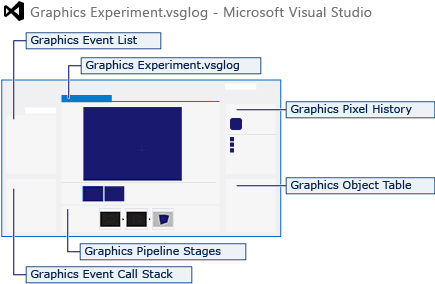 Graphics Experiment.vsglog - Microsoft Visual Studio
Graphics Event List
Graphics Experiment.vsglog
Graphics Pixel History
Graphics Object Table
Graphics Pipeline Stages
Graphics Event Call Stack